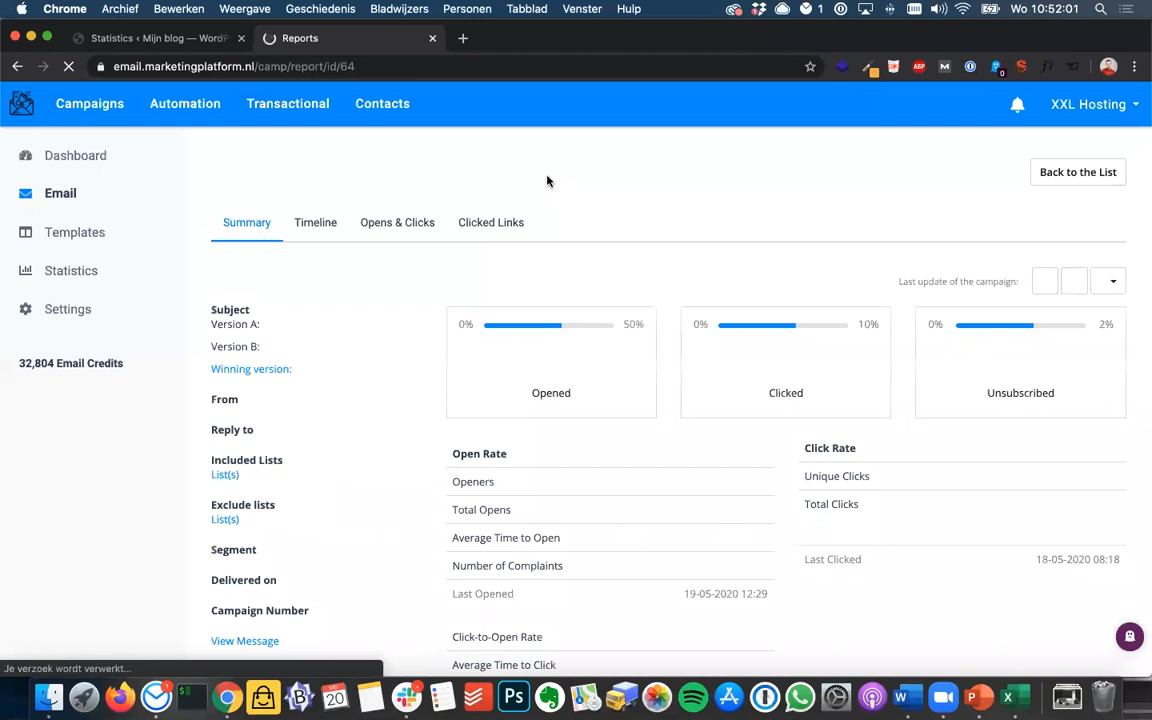 Chrome Archief Bewerken Weergave Geschiedenis Bladwijzers Personen Tabblad Venster Help 1 Wo 10:52:01
Statistics ‹ Mijn blog — WordP
Reports
email.marketingplatform.nl/camp/report/id/64
ABP
M
0
Campaigns Automation Transactional Contacts XXL Hosting
Dashboard
Email
Templates
Statistics
Settings
32,804 Email Credits
Back to the List
Summary Timeline Opens & Clicks Clicked Links
Last update of the campaign:
Subject
Version A:
Version B:
Winning version:
From
Reply to
Included Lists
List(s)
Exclude lists
List(s)
Segment
Delivered on
Campaign Number
View Message
0% 50%
Opened
0% 10%
Clicked
0% 2%
Unsubscribed
Open Rate
Openers
Total Opens
Average Time to Open
Number of Complaints
Last Opened 19-05-2020 12:29
Click-to-Open Rate
Average Time to Click
Click Rate
Unique Clicks
Total Clicks
Last Clicked 18-05-2020 08:18
Je verzoek wordt verwerkt...
20
Ps
W
P
X